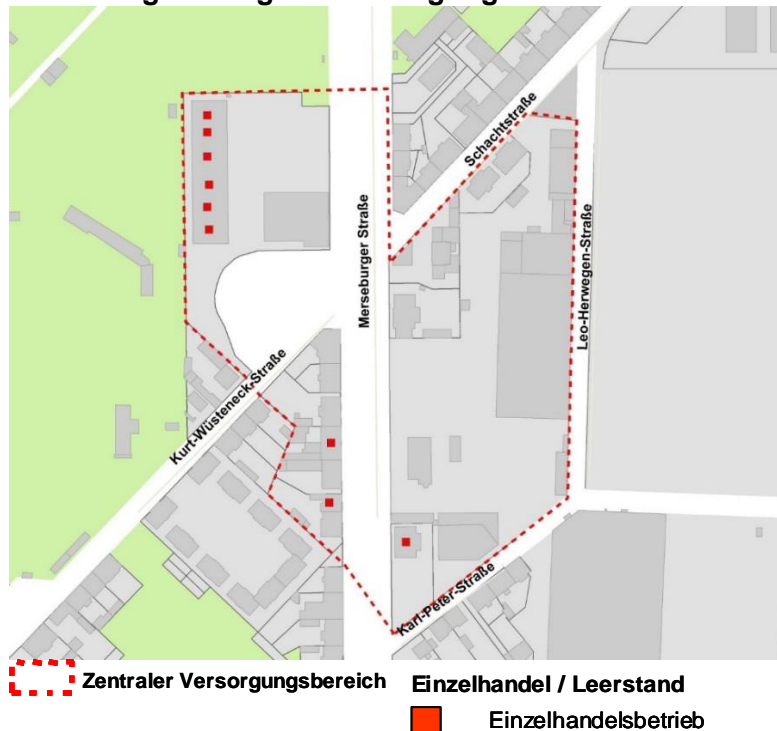 Schachtstraße
Merseburger Straße
Leo-Herwegen-Straße
Kurt-Wüsteneck-Straße
Karl-Peter-Straße
Zentraler Versorgungsbereich
Einzelhandel / Leerstand
Einzelhandelsbetrieb